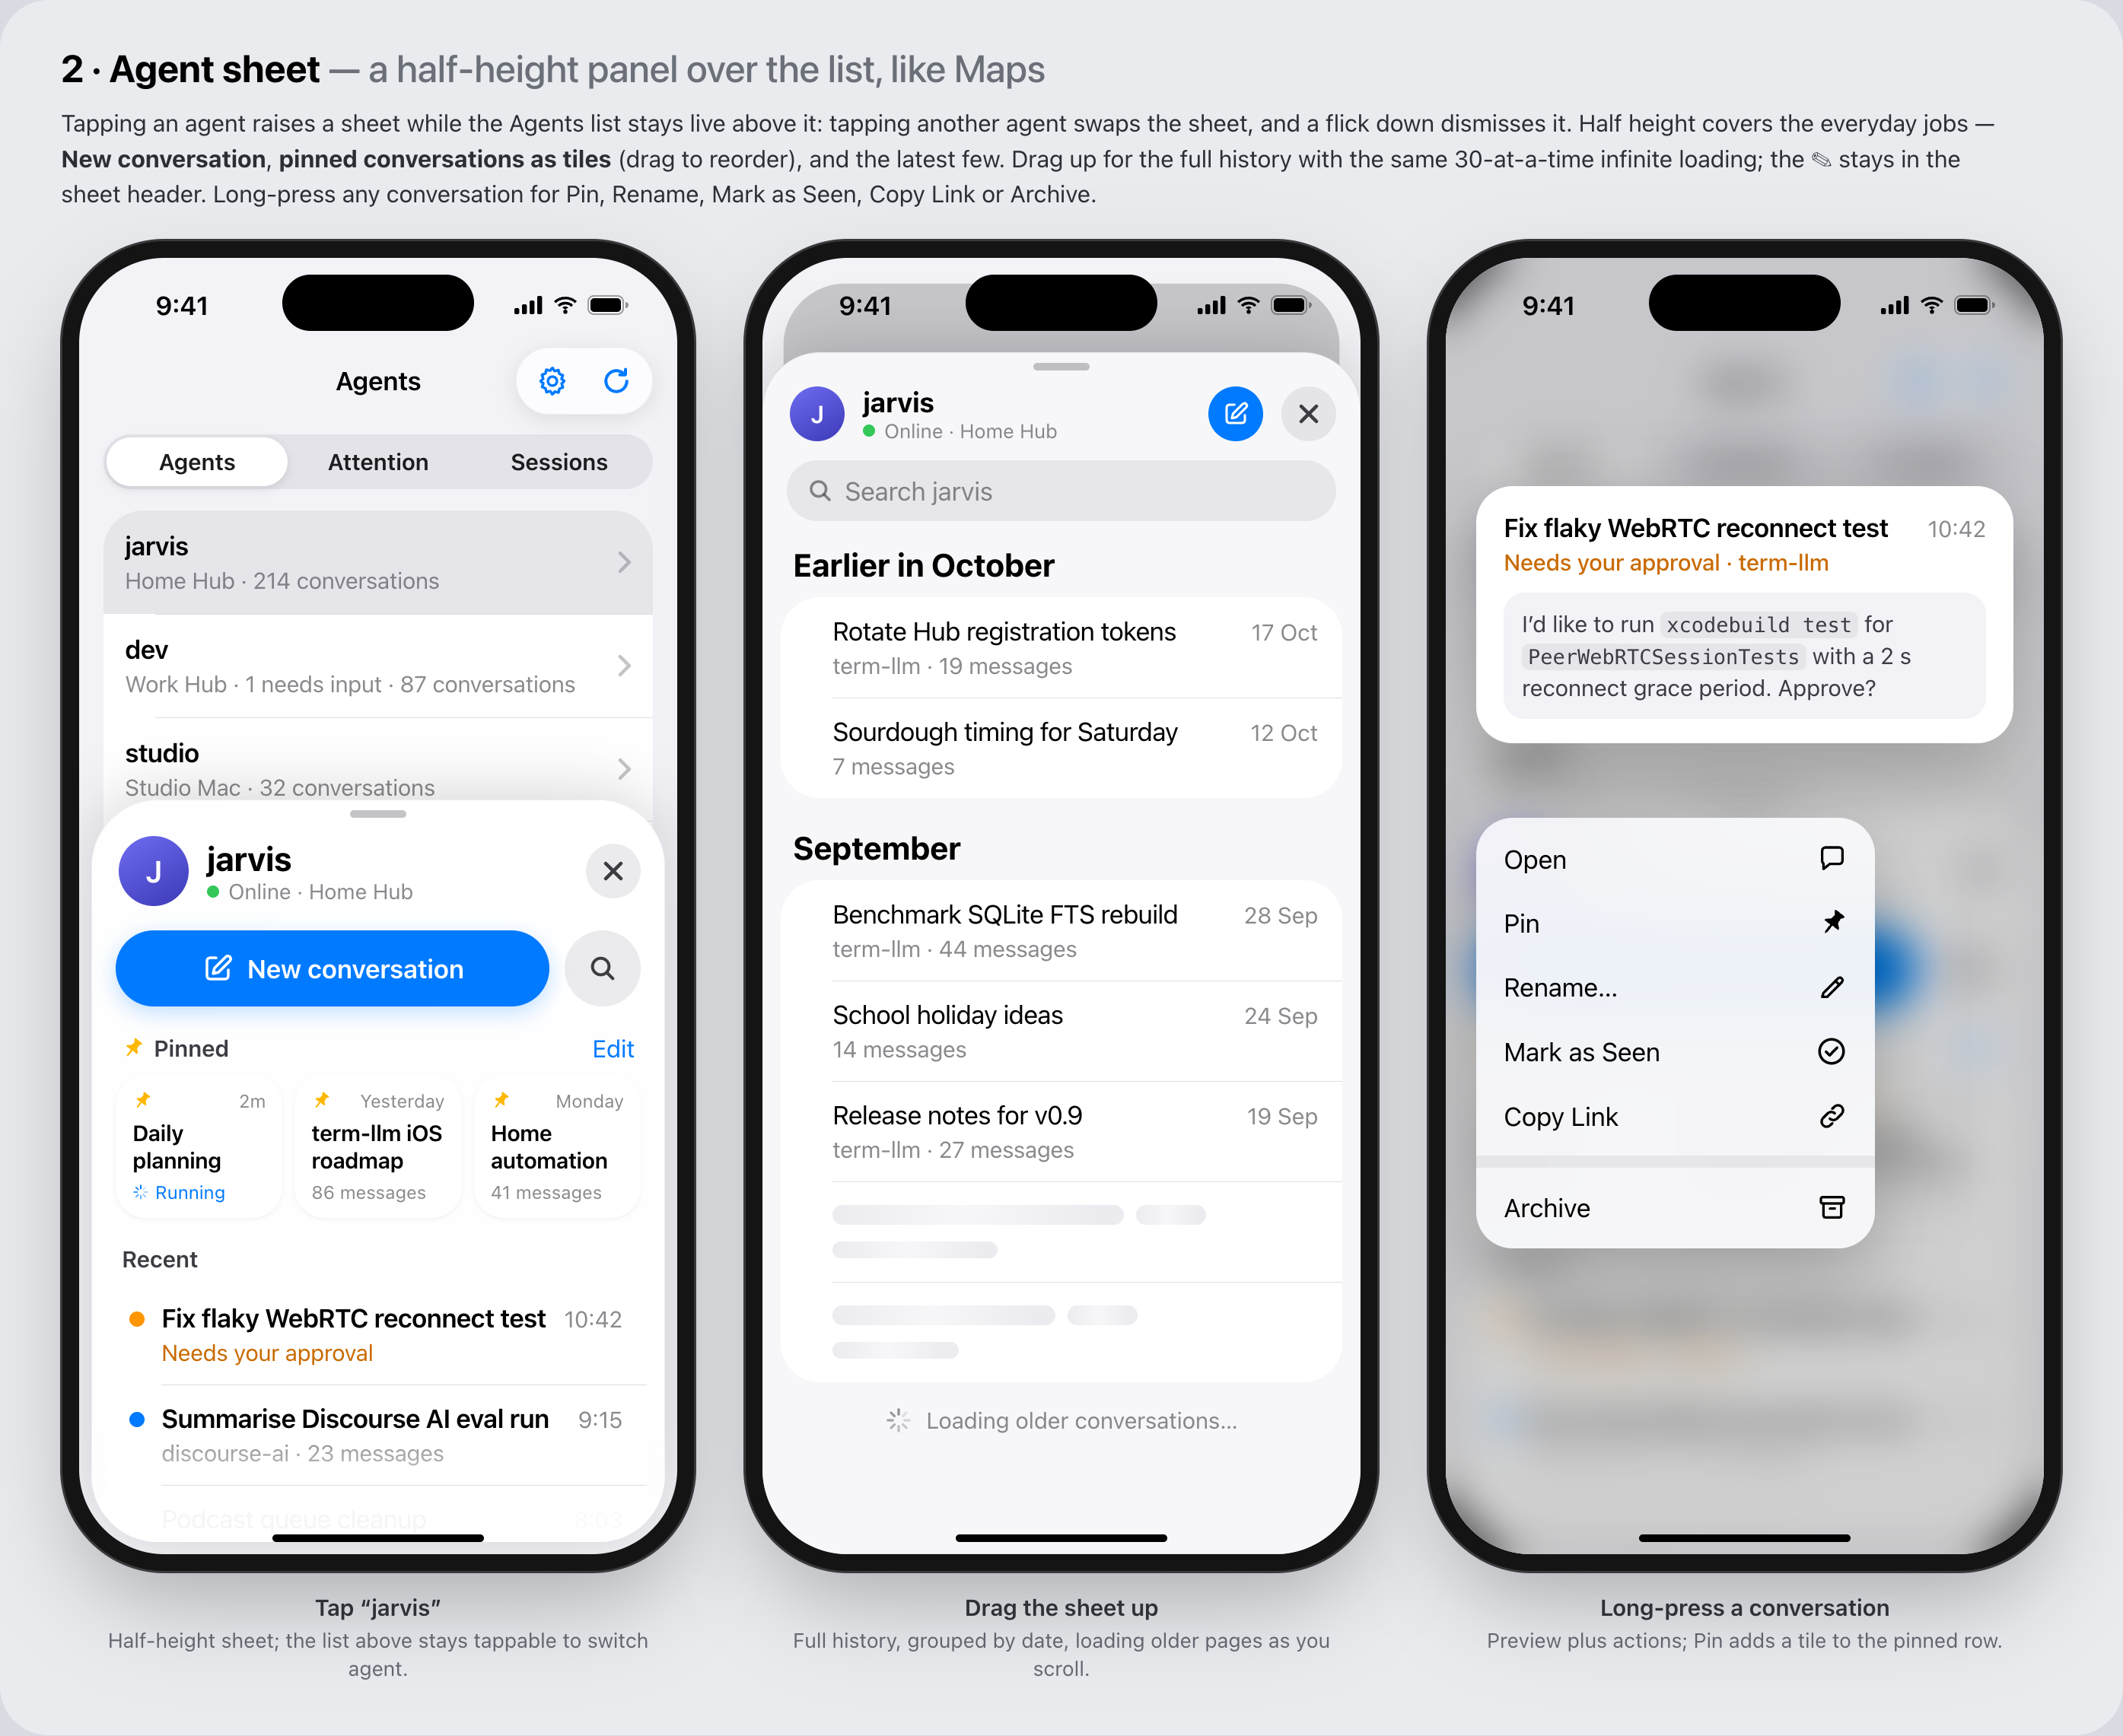 2 · Agent sheet — a half-height panel over the list, like Maps
Tapping an agent raises a sheet while the Agents list stays live above it: tapping another agent swaps the sheet, and a flick down dismisses it. Half height covers the everyday jobs —
New conversation, pinned conversations as tiles (drag to reorder), and the latest few. Drag up for the full history with the same 30-at-a-time infinite loading; the ✎ stays in the
sheet header. Long-press any conversation for Pin, Rename, Mark as Seen, Copy Link or Archive.
9:41
Agents
Agents Attention Sessions
jarvis
Home Hub · 214 conversations
dev
Work Hub · 1 needs input · 87 conversations
studio
Studio Mac · 32 conversations
J
jarvis
Online · Home Hub
New conversation
Pinned Edit
2m
Daily
planning
Running
Yesterday
term-llm iOS
roadmap
86 messages
Monday
Home
automation
41 messages
Recent
Fix flaky WebRTC reconnect test 10:42
Needs your approval
Summarise Discourse AI eval run 9:15
discourse-ai · 23 messages
Podcast queue cleanup 8:03
Tap “jarvis”
Half-height sheet; the list above stays tappable to switch
agent.
9:41
J
jarvis
Online · Home Hub
Search jarvis
Earlier in October
Rotate Hub registration tokens 17 Oct
term-llm · 19 messages
Sourdough timing for Saturday 12 Oct
7 messages
September
Benchmark SQLite FTS rebuild 28 Sep
term-llm · 44 messages
School holiday ideas 24 Sep
14 messages
Release notes for v0.9 19 Sep
term-llm · 27 messages
Loading older conversations…
Drag the sheet up
Full history, grouped by date, loading older pages as you
scroll.
9:41
Fix flaky WebRTC reconnect test 10:42
Needs your approval · term-llm
I’d like to run xcodebuild test for
PeerWebRTCSessionTests with a 2 s
reconnect grace period. Approve?
Open
Pin
Rename…
Mark as Seen
Copy Link
Archive
Long-press a conversation
Preview plus actions; Pin adds a tile to the pinned row.